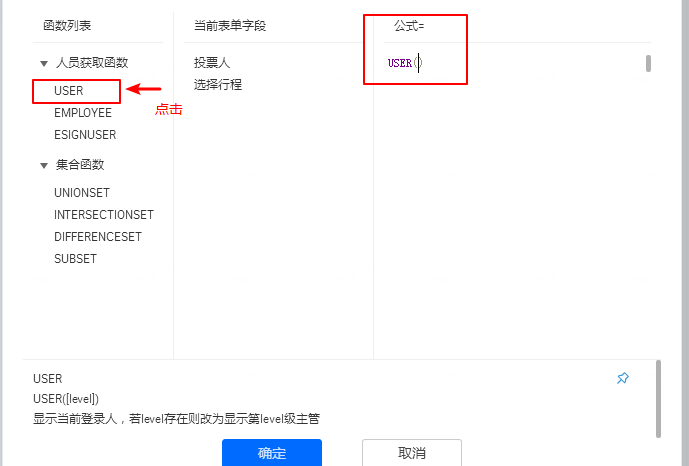 函数列表
当前表单字段
公式=
人员获取函数
投票人
USER()
USER
选择行程
点击
EMPLOYEE
ESIGNUSER
集合函数
UNIONSET
INTERSECTIONSET
DIFFERENCESET
SUBSET
USER
USER([level])
显示当前登录人，若level存在则改为显示第level级主管
确定
取消